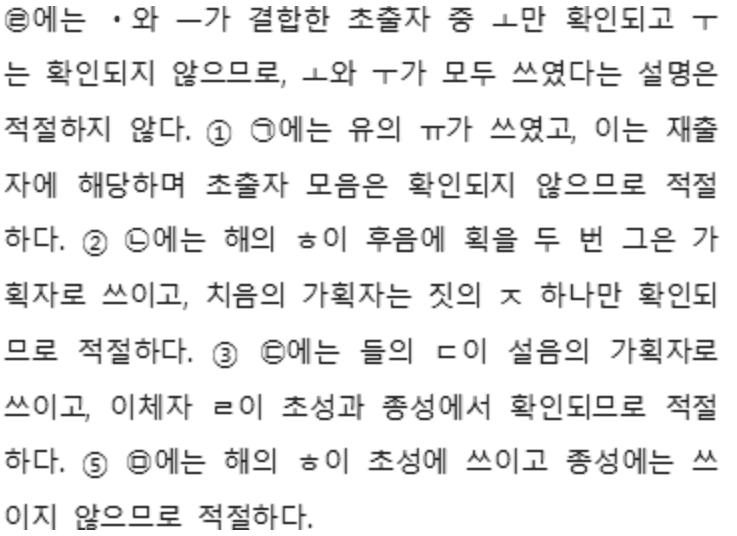 ㉣에는 ㆍ와 ㅡ가 결합한 초출자 중 ㅗ만 확인되고 ㅜ
는 확인되지 않으므로, ㅗ와 ㅜ가 모두 쓰였다는 설명은
적절하지 않다. ① ㉠에는 유의 ㅠ가 쓰였고, 이는 재출
자에 해당하며 초출자 모음은 확인되지 않으므로 적절
하다. ② ㉡에는 해의 ㅎ이 후음에 획을 두 번 그은 가
획자로 쓰이고, 치음의 가획자는 짓의 ㅈ 하나만 확인되
므로 적절하다. ③ ㉢에는 들의 ㄷ이 설음의 가획자로
쓰이고, 이체자 ㄹ이 초성과 종성에서 확인되므로 적절
하다. ⑤ ㉤에는 해의 ㅎ이 초성에 쓰이고 종성에는 쓰
이지 않으므로 적절하다.